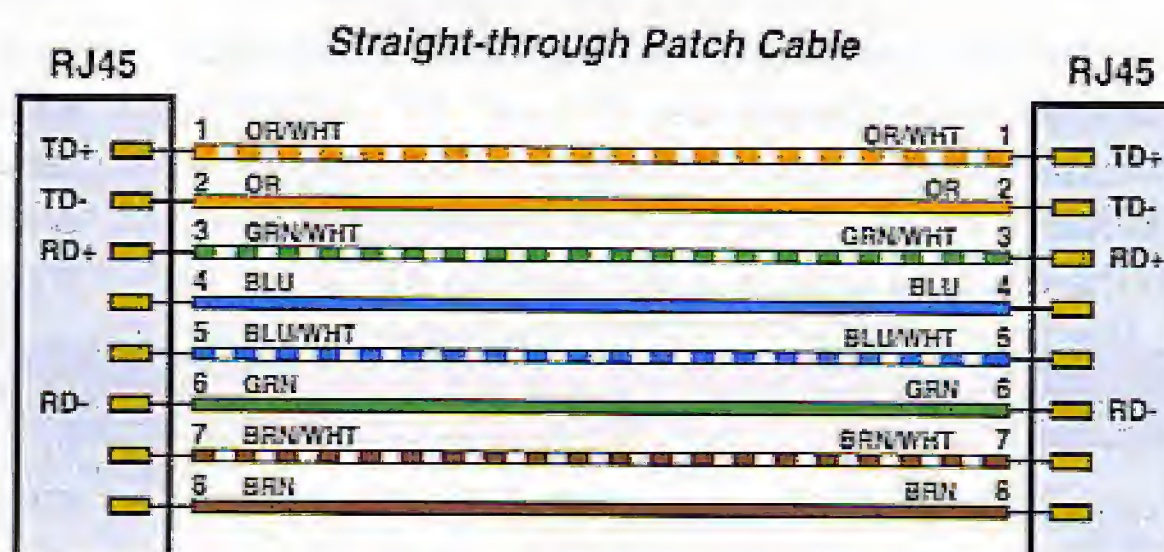 Straight-through Patch Cable
RJ45 RJ45
1 OR/WHT OR/WHT 1
TD+ TD+
2 OR OR 2
TD- TD-
3 GRN/WHT GRN/WHT 3
RD+ RD+
4 BLU BLU 4
5 BLU/WHT BLU/WHT 5
6 GRN GRN 6
RD- RD-
7 BRN/WHT BRN/WHT 7
8 BRN BRN 8